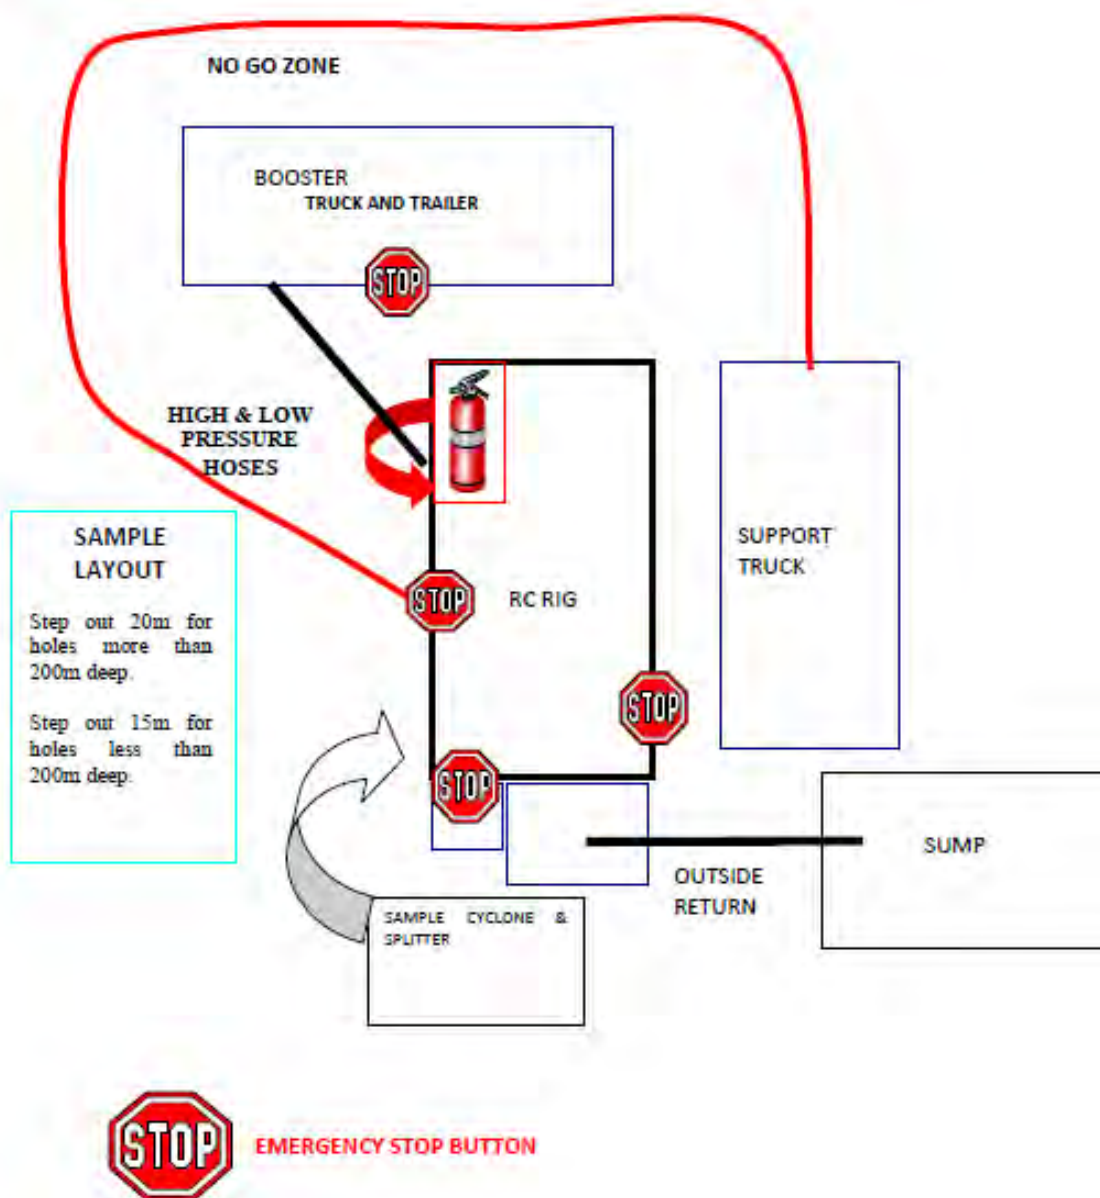 NO GO ZONE
BOOSTER
TRUCK AND TRAILER
STOP
HIGH & LOW
PRESSURE
HOSES
SAMPLE
LAYOUT
Step out 20m for
holes more than
200m deep.
Step out 15m for
holes less than
200m deep.
STOP
RC RIG
SUPPORT
TRUCK
STOP
STOP
SUMP
OUTSIDE
RETURN
SAMPLE CYCLONE &
SPLITTER
STOP
EMERGENCY STOP BUTTON